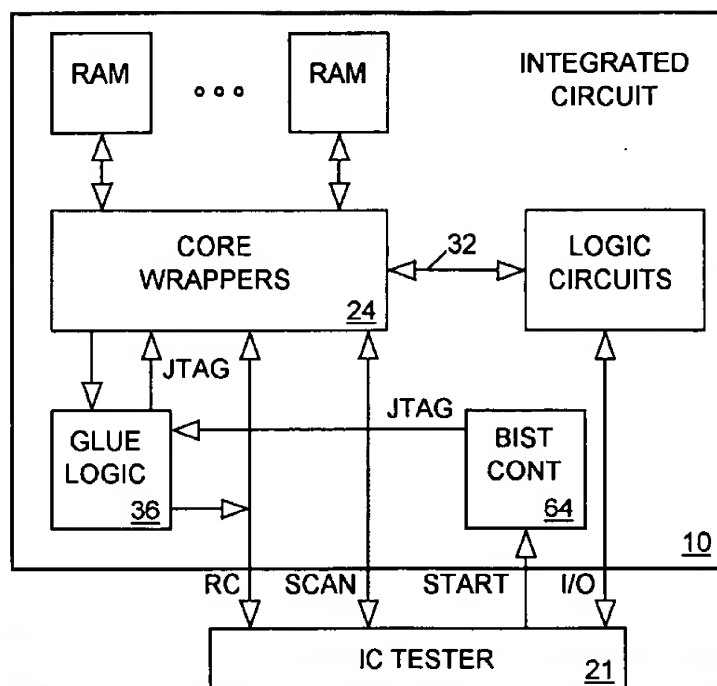 RAM
RAM
INTEGRATED
CIRCUIT
CORE
WRAPPERS
24
32
LOGIC
CIRCUITS
JTAG
JTAG
GLUE
LOGIC
36
BIST
CONT
64
10
RC
SCAN
START
I/O
IC TESTER
21